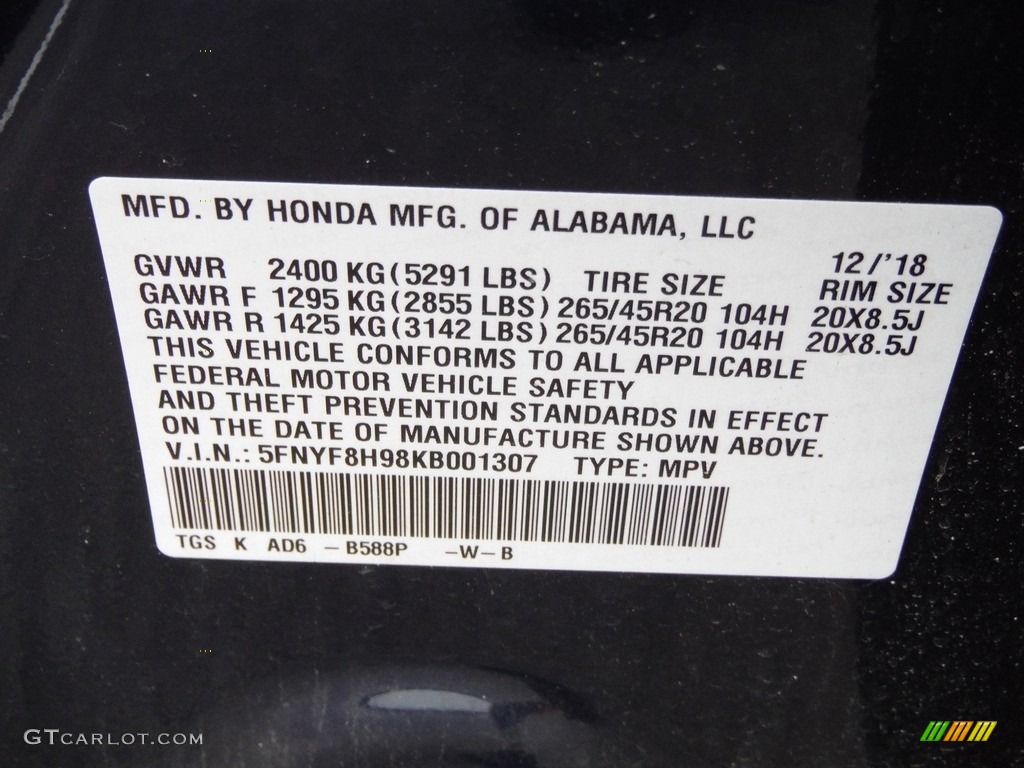 MFD. BY HONDA MFG. OF ALABAMA, LLC
12/'18
GVWR 2400 KG (5291 LBS) TIRE SIZE RIM SIZE
GAWR F 1295 KG (2855 LBS) 265/45R20 104H 20X8.5J
GAWR R 1425 KG (3142 LBS) 265/45R20 104H 20X8.5J
THIS VEHICLE CONFORMS TO ALL APPLICABLE
FEDERAL MOTOR VEHICLE SAFETY
AND THEFT PREVENTION STANDARDS IN EFFECT
ON THE DATE OF MANUFACTURE SHOWN ABOVE.
V.I.N.: 5FNYF8H98KB001307 TYPE: MPV
TGS K AD6 -B588P -W-B
GTCARLOT.COM